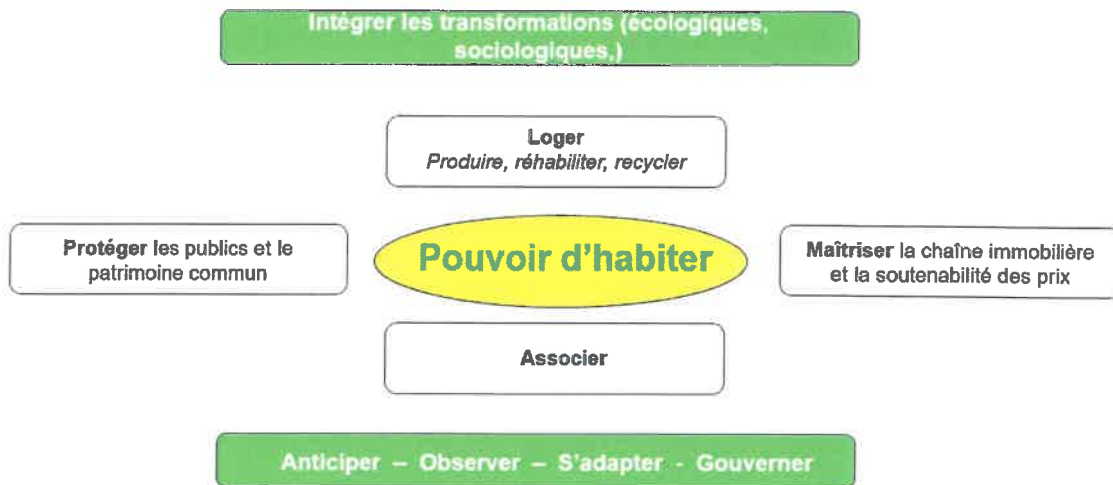 Intégrer les transformations (écologiques,
sociologiques,)
Loger
Produire, réhabiliter, recycler
Protéger les publics et le
patrimoine commun
Pouvoir d'habiter
Maîtriser la chaîne immobilière
et la soutenabilité des prix
Associer
Anticiper – Observer – S'adapter - Gouverner